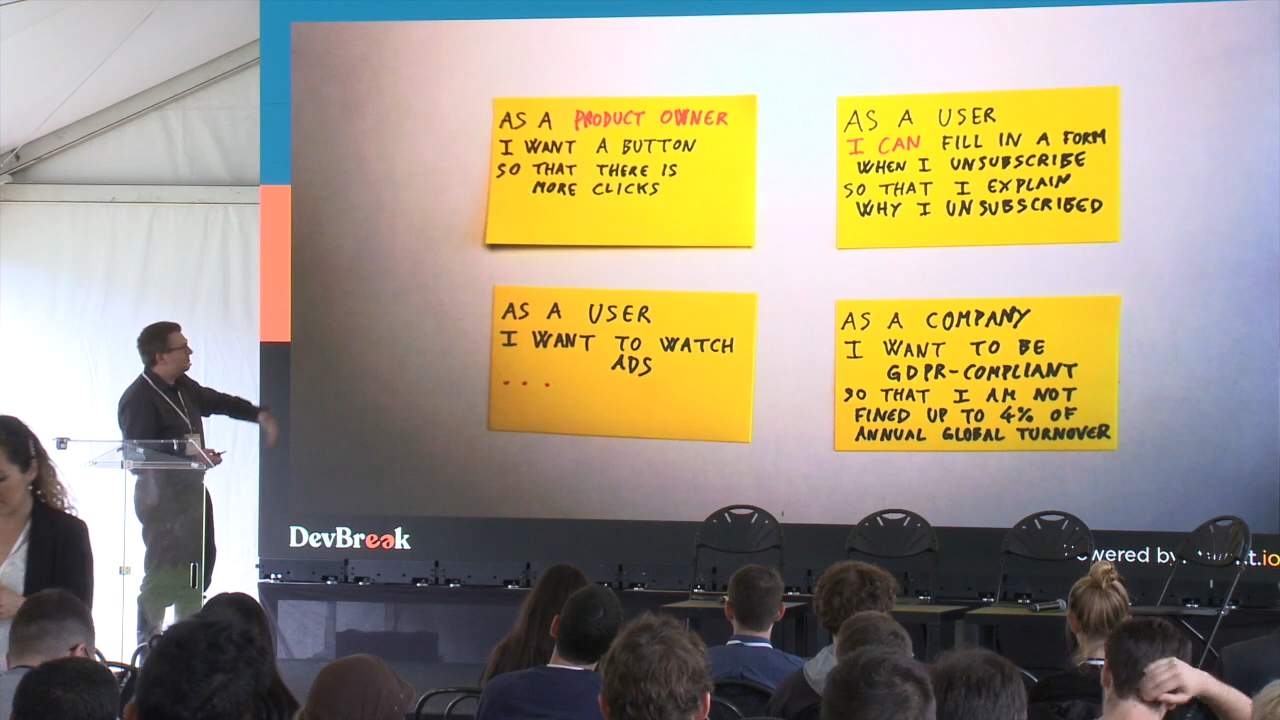 AS A PRODUCT OWNER
I WANT A BUTTON
SO THAT THERE IS
MORE CLICKS
AS A USER
I CAN FILL IN A FORM
WHEN I UNSUBSCRIBE
SO THAT I EXPLAIN
WHY I UNSUBSCRIBED
AS A USER
I WANT TO WATCH
ADS
...
AS A COMPANY
I WANT TO BE
GDPR-COMPLIANT
SO THAT I AM NOT
FINED UP TO 4% OF
ANNUAL GLOBAL TURNOVER
DevBreak
Powered by